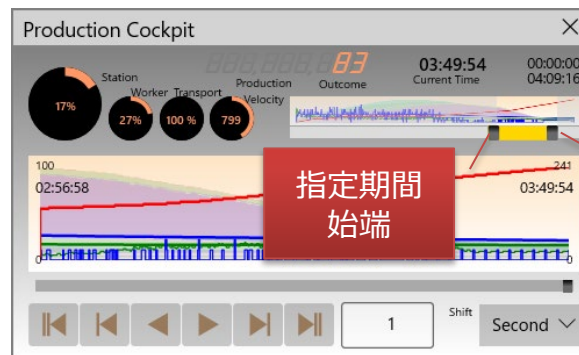 Production Cockpit
83
03:49:54
00:00:00
Station
Production
Outcome
Current Time
04:09:16
Worker
Transport
Velocity
17%
27%
100 %
799
100
241
02:56:58
03:49:54
指定期間
始端
0
0
1
Shift
Second